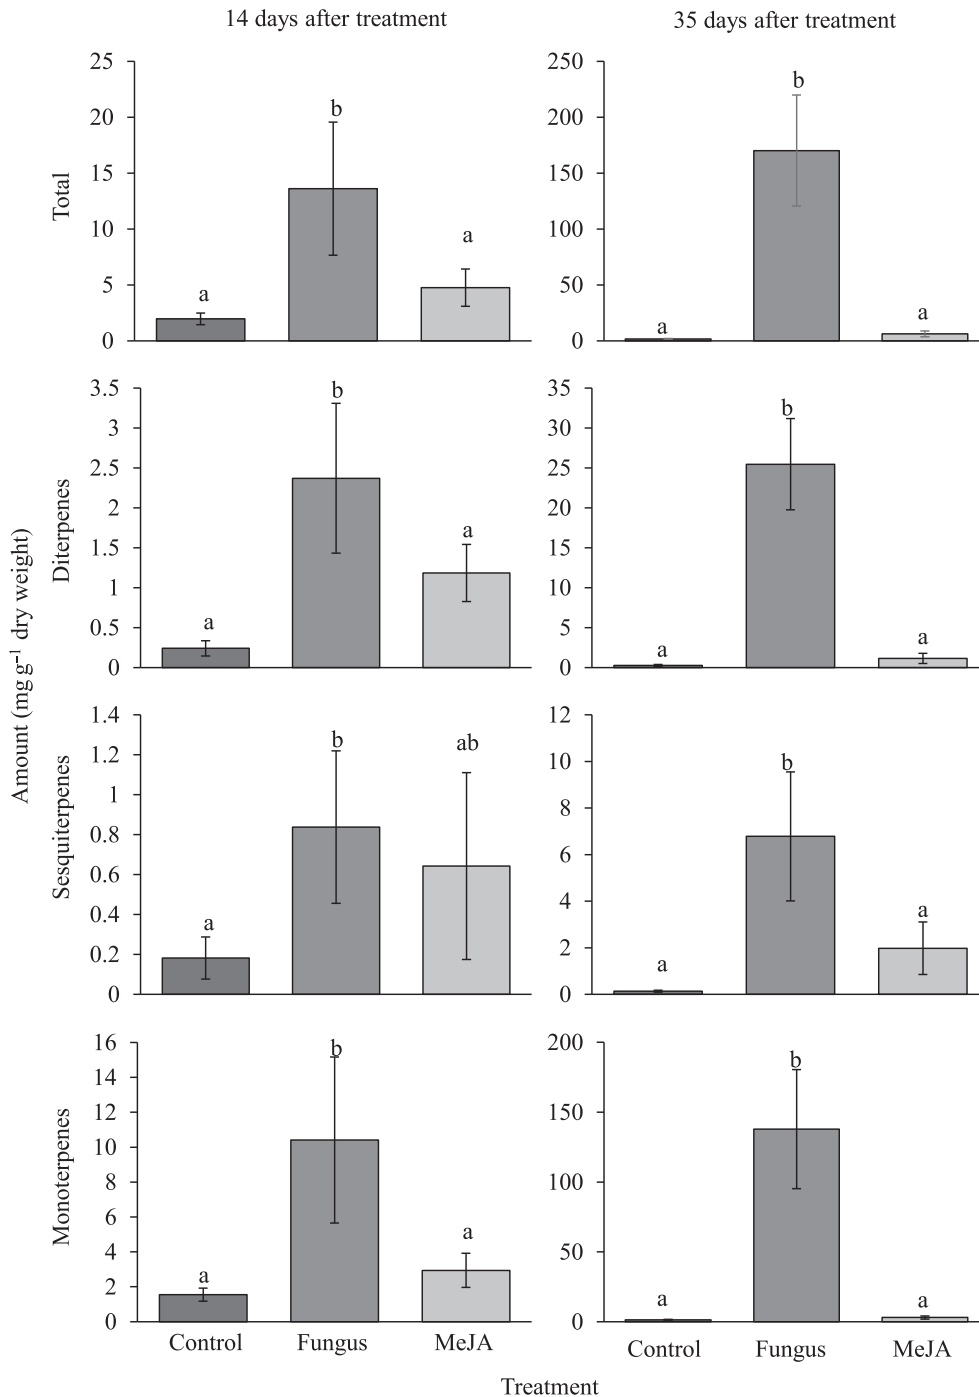 14 days after treatment
35 days after treatment
Amount (mg g⁻¹ dry weight)
Total
25
20
15
10
5
0
a
b
a
250
200
150
100
50
0
a
b
a
Diterpenes
3.5
3
2.5
2
1.5
1
0.5
0
a
b
a
35
30
25
20
15
10
5
0
a
b
a
Sesquiterpenes
1.4
1.2
1
0.8
0.6
0.4
0.2
0
a
b
ab
12
10
8
6
4
2
0
a
b
a
Monoterpenes
16
14
12
10
8
6
4
2
0
a
b
a
200
150
100
50
0
a
b
a
Control Fungus MeJA
Control Fungus MeJA
Treatment